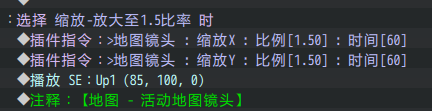 ：选择 缩放-放大至1.5比率 时
◆插件指令：>地图镜头 : 缩放X : 比例[1.50] : 时间[60]
◆插件指令：>地图镜头 : 缩放Y : 比例[1.50] : 时间[60]
◆播放 SE：Up1 (85, 100, 0)
◆注释：【地图 - 活动地图镜头】